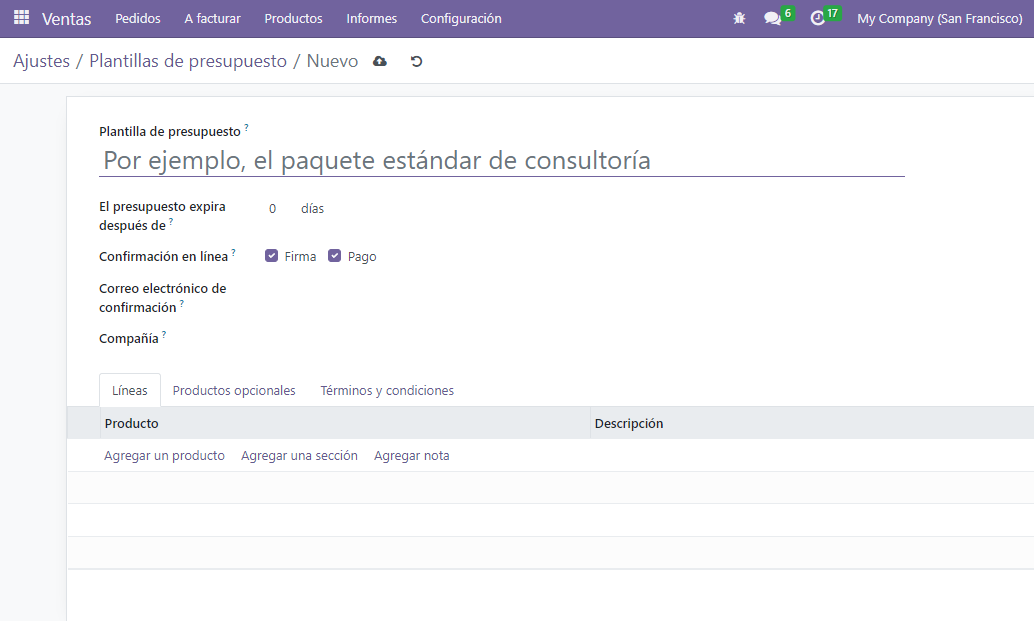 Ventas Pedidos A facturar Productos Informes Configuración 6 17 My Company (San Francisco)
Ajustes / Plantillas de presupuesto / Nuevo
Plantilla de presupuesto ?
Por ejemplo, el paquete estándar de consultoría
El presupuesto expira después de ? 0 días
Confirmación en línea ? Firma Pago
Correo electrónico de confirmación ?
Compañía ?
Líneas Productos opcionales Términos y condiciones
Producto Descripción
Agregar un producto Agregar una sección Agregar nota